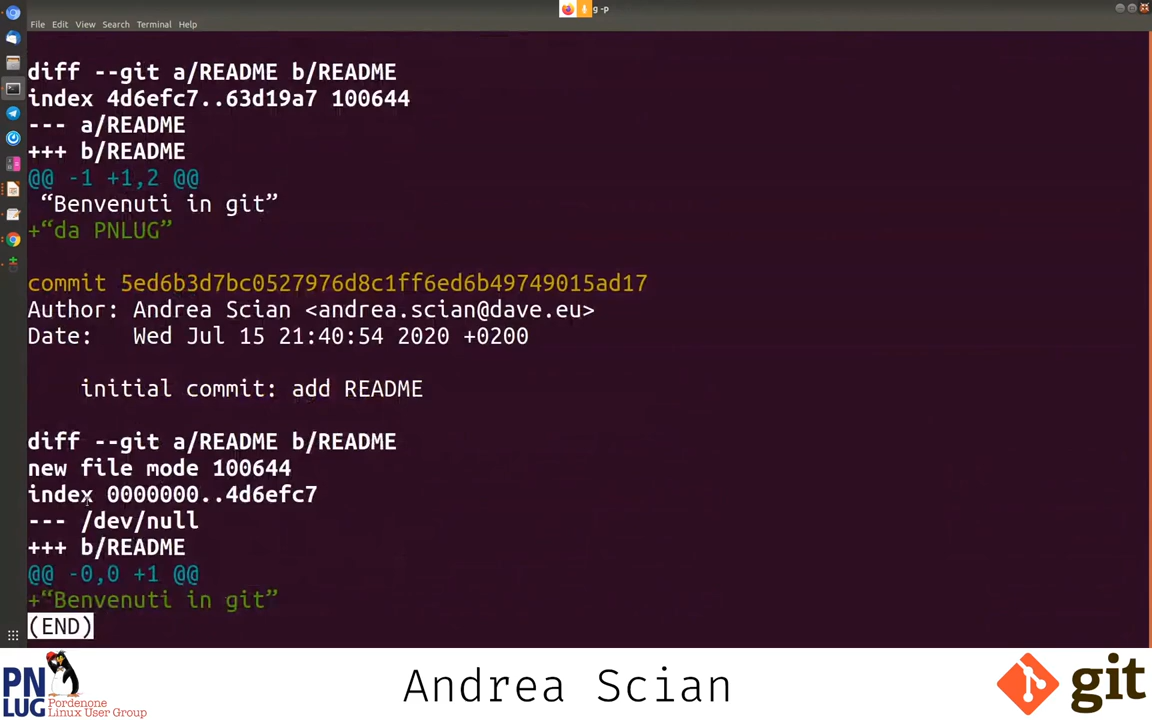 g -p
File Edit View Search Terminal Help
diff --git a/README b/README
index 4d6efc7..63d19a7 100644
--- a/README
+++ b/README
@@ -1 +1,2 @@
“Benvenuti in git”
+“da PNLUG”
commit 5ed6b3d7bc0527976d8c1ff6ed6b49749015ad17
Author: Andrea Scian <andrea.scian@dave.eu>
Date:   Wed Jul 15 21:40:54 2020 +0200
initial commit: add README
diff --git a/README b/README
new file mode 100644
index 0000000..4d6efc7
--- /dev/null
+++ b/README
@@ -0,0 +1 @@
+“Benvenuti in git”
(END)
PN
LUG
Pordenone
Linux User Group
Andrea Scian
git